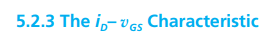 5.2.3 The iD–vGS Characteristic